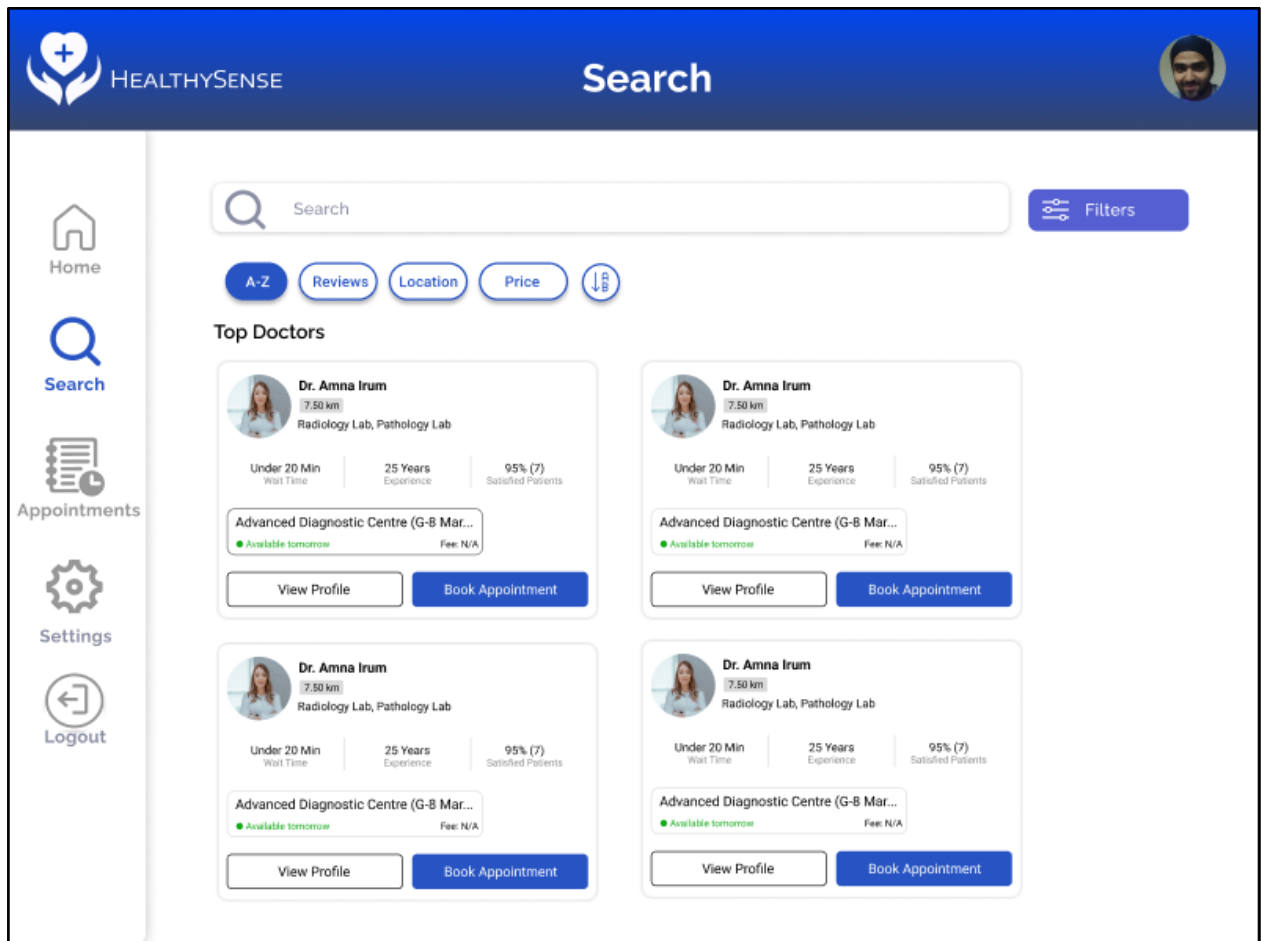 HEALTHYSENSE
Search
Home
Search
Appointments
Settings
Logout
Search
Filters
A-Z
Reviews
Location
Price
A
B
Top Doctors
Dr. Amna Irum
7.50 km
Radiology Lab, Pathology Lab
Under 20 Min
Wait Time
25 Years
Experience
95% (7)
Satisfied Patients
Advanced Diagnostic Centre (G-8 Mar...
Available tomorrow
Fee: N/A
View Profile
Book Appointment
Dr. Amna Irum
7.50 km
Radiology Lab, Pathology Lab
Under 20 Min
Wait Time
25 Years
Experience
95% (7)
Satisfied Patients
Advanced Diagnostic Centre (G-8 Mar...
Available tomorrow
Fee: N/A
View Profile
Book Appointment
Dr. Amna Irum
7.50 km
Radiology Lab, Pathology Lab
Under 20 Min
Wait Time
25 Years
Experience
95% (7)
Satisfied Patients
Advanced Diagnostic Centre (G-8 Mar...
Available tomorrow
Fee: N/A
View Profile
Book Appointment
Dr. Amna Irum
7.50 km
Radiology Lab, Pathology Lab
Under 20 Min
Wait Time
25 Years
Experience
95% (7)
Satisfied Patients
Advanced Diagnostic Centre (G-8 Mar...
Available tomorrow
Fee: N/A
View Profile
Book Appointment